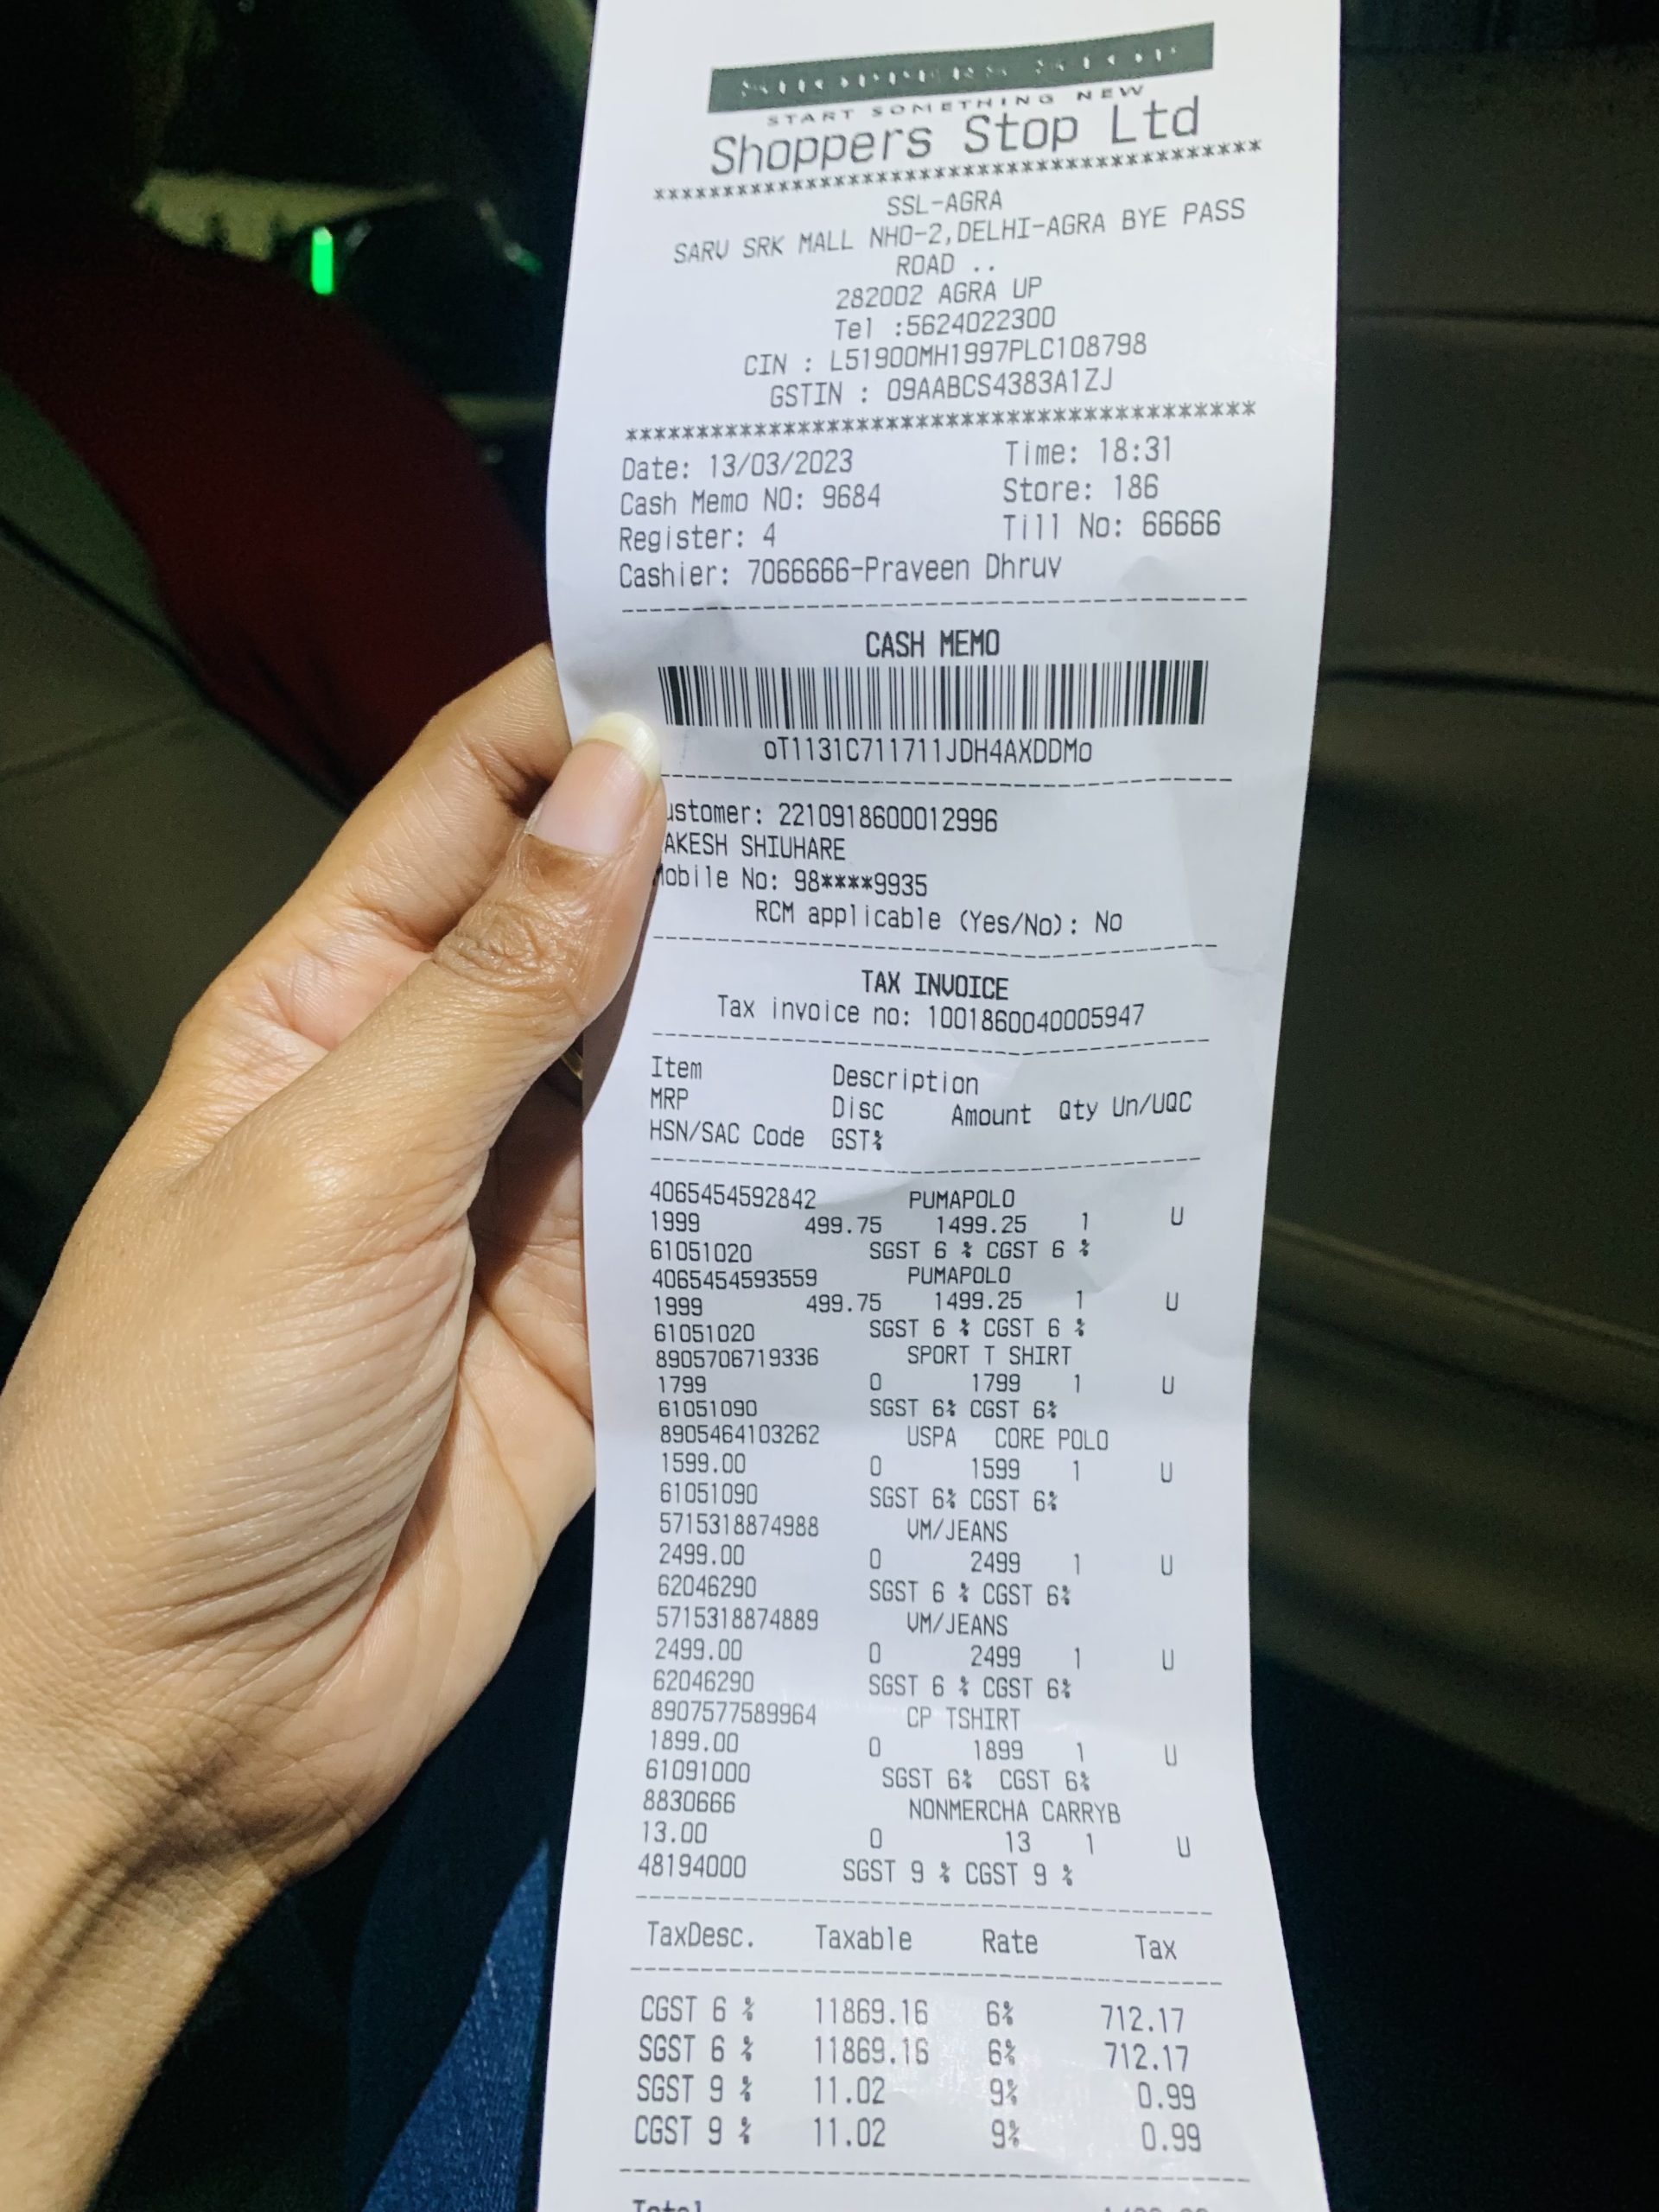 SHOPPERS STOP
START SOMETHING NEW
Shoppers Stop Ltd
*******************************************
SSL-AGRA
SARV SRK MALL NHO-2,DELHI-AGRA BYE PASS
ROAD ..
282002 AGRA UP
Tel :5624022300
CIN : L51900MH1997PLC108798
GSTIN : 09AABCS4383A1ZJ
*******************************************
Date: 13/03/2023 Time: 18:31
Cash Memo NO: 9684 Store: 186
Register: 4 Till No: 66666
Cashier: 7066666-Praveen Dhruv
CASH MEMO
oT1131C711711JDH4AXDDMo
ustomer: 2210918600012996
AKESH SHIVHARE
Mobile No: 98****9935
RCM applicable (Yes/No): No
TAX INVOICE
Tax invoice no: 1001860040005947
Item Description
MRP Disc Amount Qty Un/UQC
HSN/SAC Code GST%
4065454592842 PUMAPOLO
1999 499.75 1499.25 1 U
61051020 SGST 6 % CGST 6 %
4065454593559 PUMAPOLO
1999 499.75 1499.25 1 U
61051020 SGST 6 % CGST 6 %
8905706719336 SPORT T SHIRT
1799 0 1799 1 U
61051090 SGST 6% CGST 6%
8905464103262 USPA CORE POLO
1599.00 0 1599 1 U
61051090 SGST 6% CGST 6%
5715318874988 VM/JEANS
2499.00 0 2499 1 U
62046290 SGST 6 % CGST 6%
5715318874889 VM/JEANS
2499.00 0 2499 1 U
62046290 SGST 6 % CGST 6%
8907577589964 CP TSHIRT
1899.00 0 1899 1 U
61091000 SGST 6% CGST 6%
8830666 NONMERCHA CARRYB
13.00 0 13 1 U
48194000 SGST 9 % CGST 9 %
TaxDesc. Taxable Rate Tax
CGST 6 % 11869.16 6% 712.17
SGST 6 % 11869.16 6% 712.17
SGST 9 % 11.02 9% 0.99
CGST 9 % 11.02 9% 0.99
Total